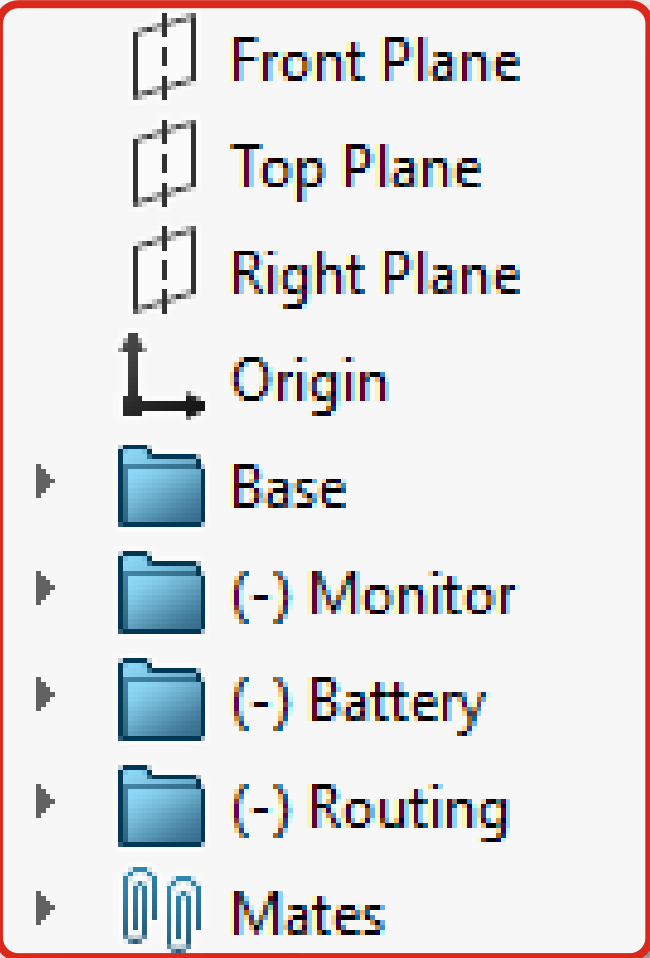 Front Plane
Top Plane
Right Plane
Origin
Base
(-) Monitor
(-) Battery
(-) Routing
Mates